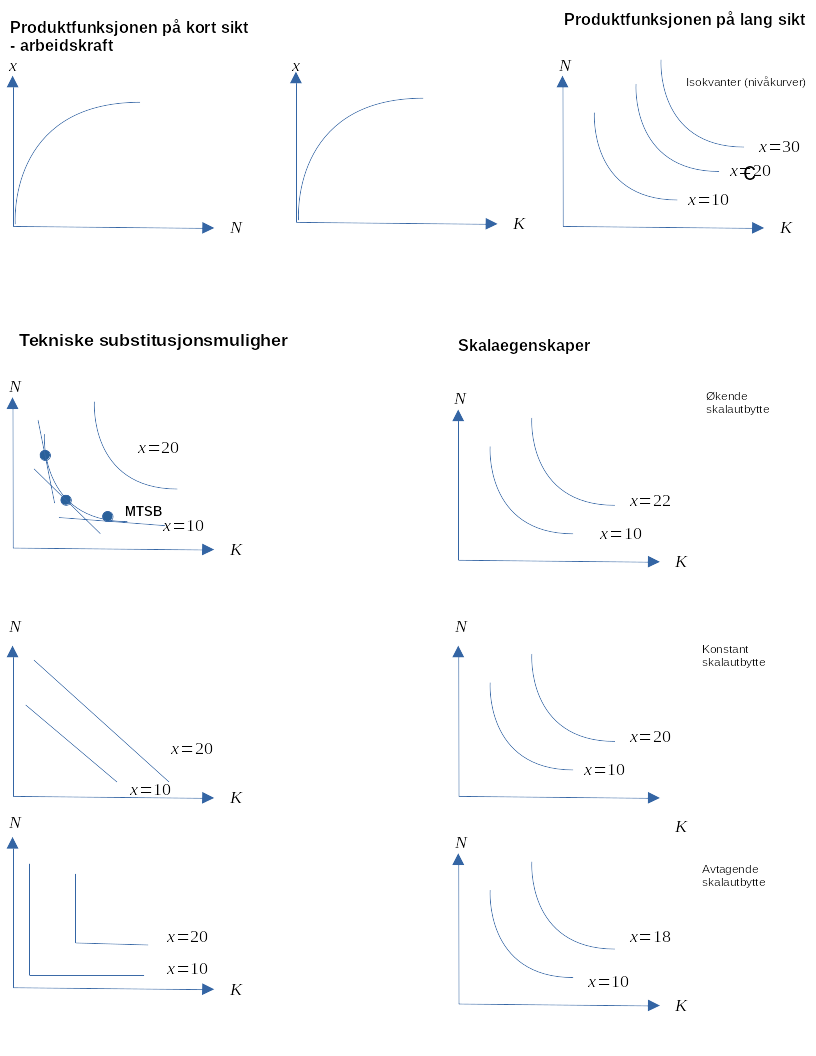 Produktfunksjonen på kort sikt
- arbeidskraft
x
N
x
K
Produktfunksjonen på lang sikt
N
Isokvanter (nivåkurver)
x=30
x=20
€
x=10
K
Tekniske substitusjonsmuligher
N
x=20
MTSB
x=10
K
N
x=20
x=10
K
N
x=20
x=10
K
Skalaegenskaper
Økende
skalautbytte
N
x=22
x=10
K
N
Konstant
skalautbytte
x=20
x=10
K
N
Avtagende
skalautbytte
x=18
x=10
K